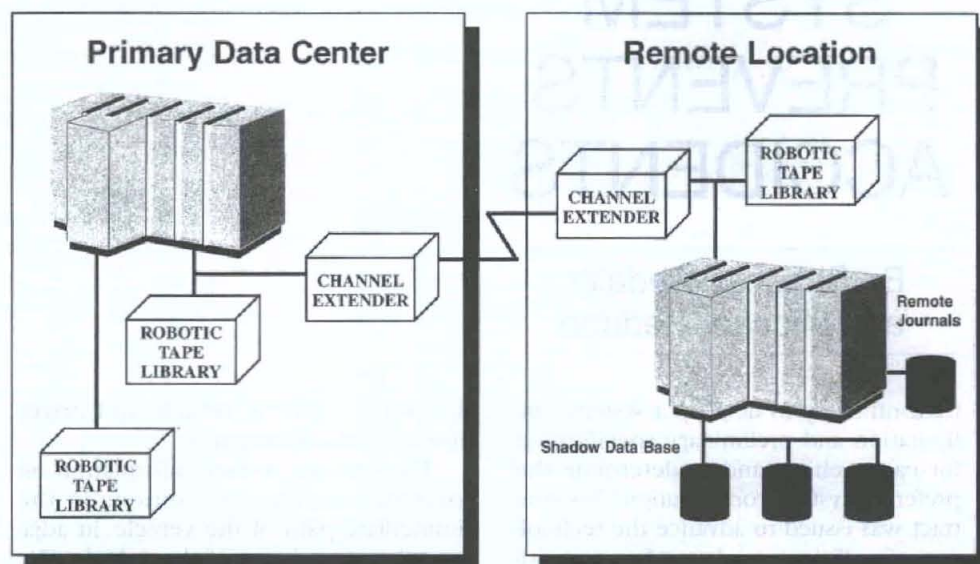 Primary Data Center
CHANNEL
EXTENDER
ROBOTIC
TAPE
LIBRARY
ROBOTIC
TAPE
LIBRARY
Remote Location
ROBOTIC
TAPE
LIBRARY
CHANNEL
EXTENDER
Remote
Journals
Shadow Data Base